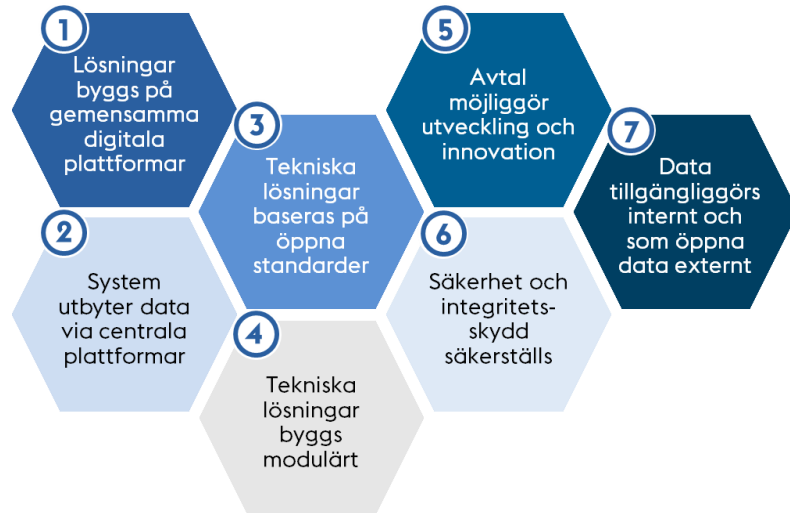 1
Lösningar
byggs på
gemensamma
digitala
plattformar
2
System
utbyter data
via centrala
plattformar
3
Tekniska
lösningar
baseras på
öppna
standarder
4
Tekniska
lösningar
byggs
modulärt
5
Avtal
möjliggör
utveckling och
innovation
6
Säkerhet och
integritets-
skydd
säkerställs
7
Data
tillgängliggörs
internt och
som öppna
data externt